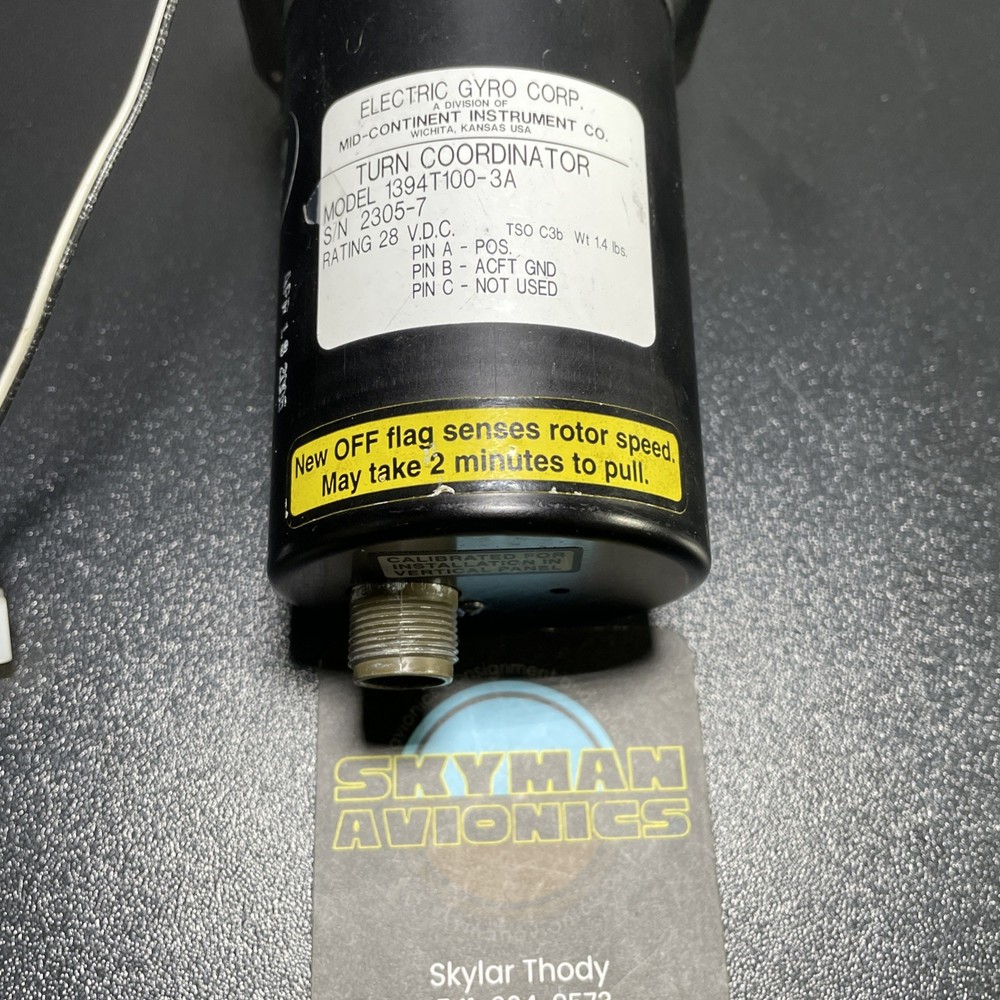 ELECTRIC GYRO CORP.
A DIVISION OF
MID-CONTINENT INSTRUMENT CO.
WICHITA, KANSAS USA
TURN COORDINATOR
MODEL 1394T100-3A
S/N 2305-7
RATING 28 V.D.C. TSO C3b Wt 1.4 lbs.
PIN A - POS.
PIN B - ACFT GND
PIN C - NOT USED
New OFF flag senses rotor speed.
May take 2 minutes to pull.
CALIBRATED FOR
INSTALLATION IN
VERTICAL PANEL
SKYMAN
AVIONICS
Skylar Thody